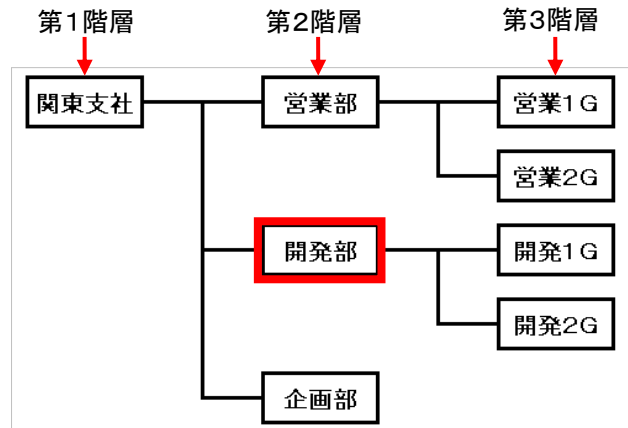 第1階層
第2階層
第3階層
関東支社
営業部
営業1G
営業2G
開発部
開発1G
開発2G
企画部